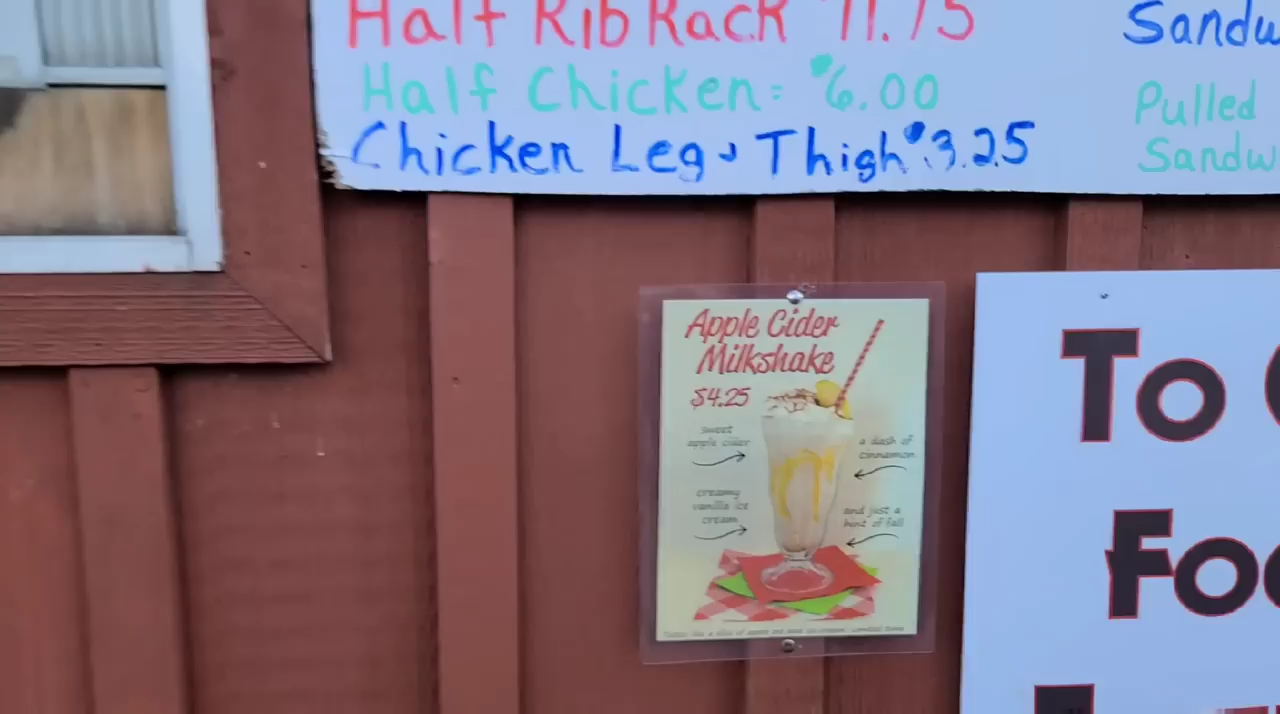 Half Rib Rack 11.75
Half Chicken: $6.00
Chicken Leg & Thigh $3.25
Sandw
Pulled
Sandw
Apple Cider
Milkshake
$4.25
sweet
apple cider
a dash of
cinnamon
creamy
vanilla ice
cream
and just a
hint of fall
To
Foo